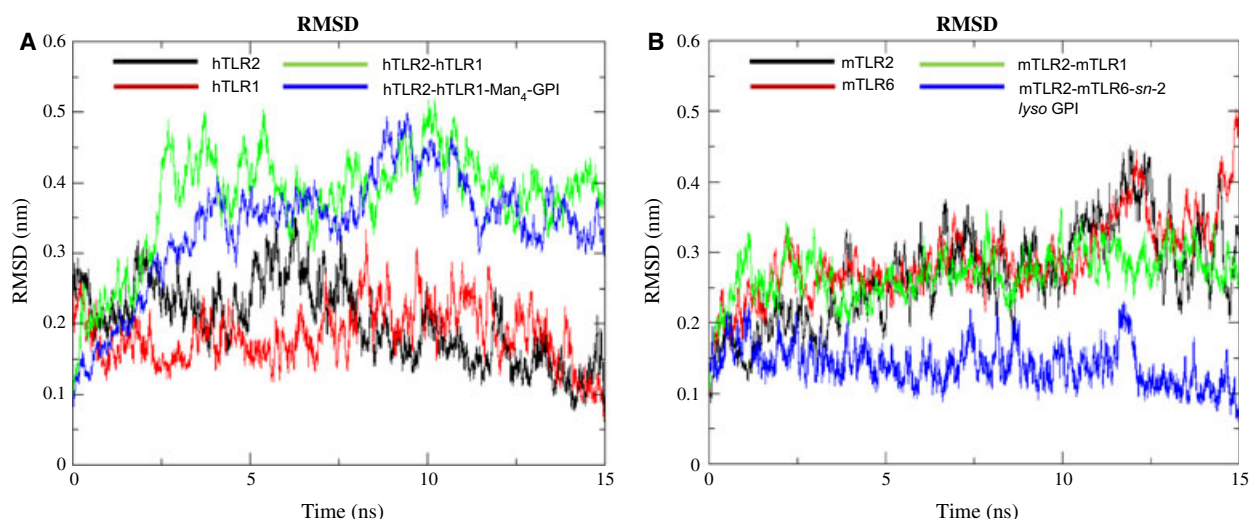 RMSD
A
hTLR2
hTLR1
hTLR2-hTLR1
hTLR2-hTLR1-Man4-GPI
0.6
0.5
0.4
0.3
0.2
0.1
0
RMSD (nm)
0 5 10 15
Time (ns)
RMSD
B
mTLR2
mTLR6
mTLR2-mTLR1
mTLR2-mTLR6-sn-2
lyso GPI
0.6
0.5
0.4
0.3
0.2
0.1
0
RMSD (nm)
0 5 10 15
Time (ns)